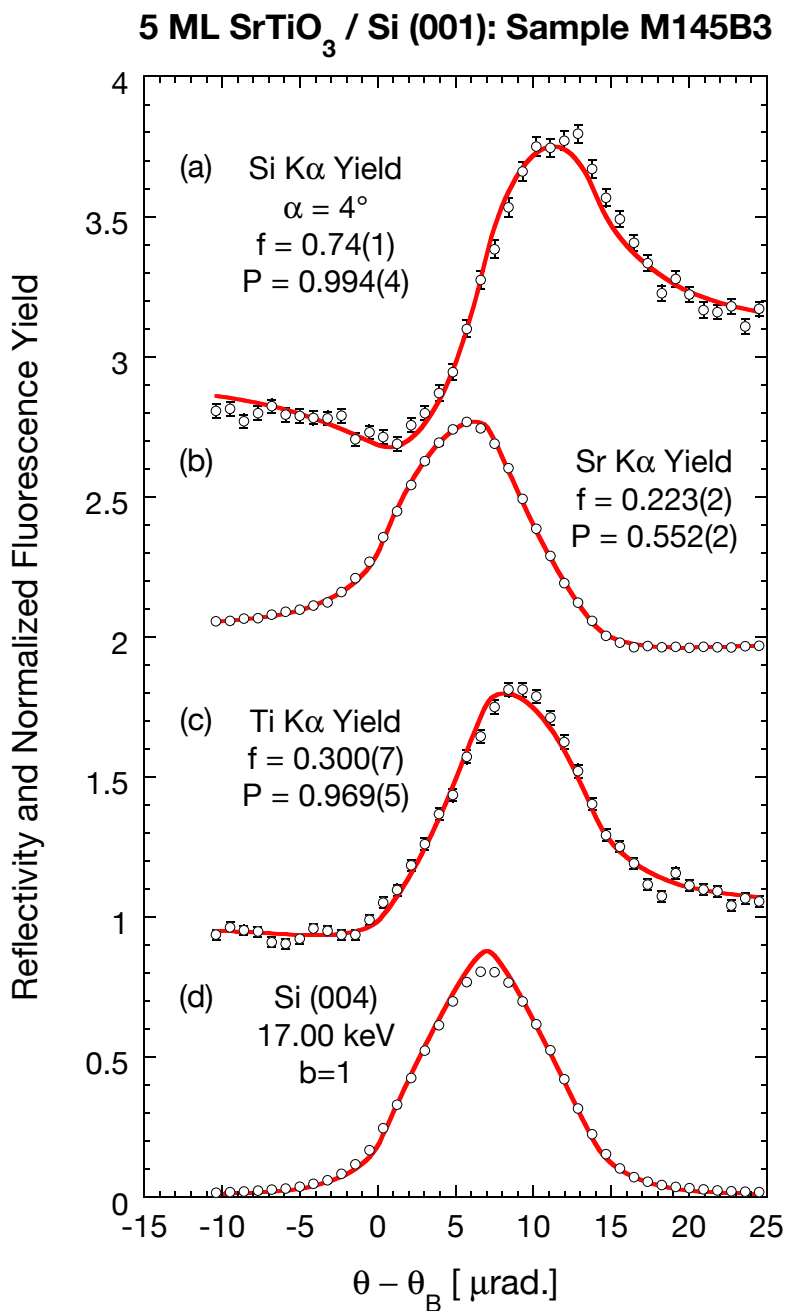 5 ML SrTiO3 / Si (001): Sample M145B3
Reflectivity and Normalized Fluorescence Yield
4
3.5
3
2.5
2
1.5
1
0.5
0
(a)
Si Kα Yield
α = 4°
f = 0.74(1)
P = 0.994(4)
(b)
Sr Kα Yield
f = 0.223(2)
P = 0.552(2)
(c)
Ti Kα Yield
f = 0.300(7)
P = 0.969(5)
(d)
Si (004)
17.00 keV
b=1
-15 -10 -5 0 5 10 15 20 25
θ – θB [ μrad.]